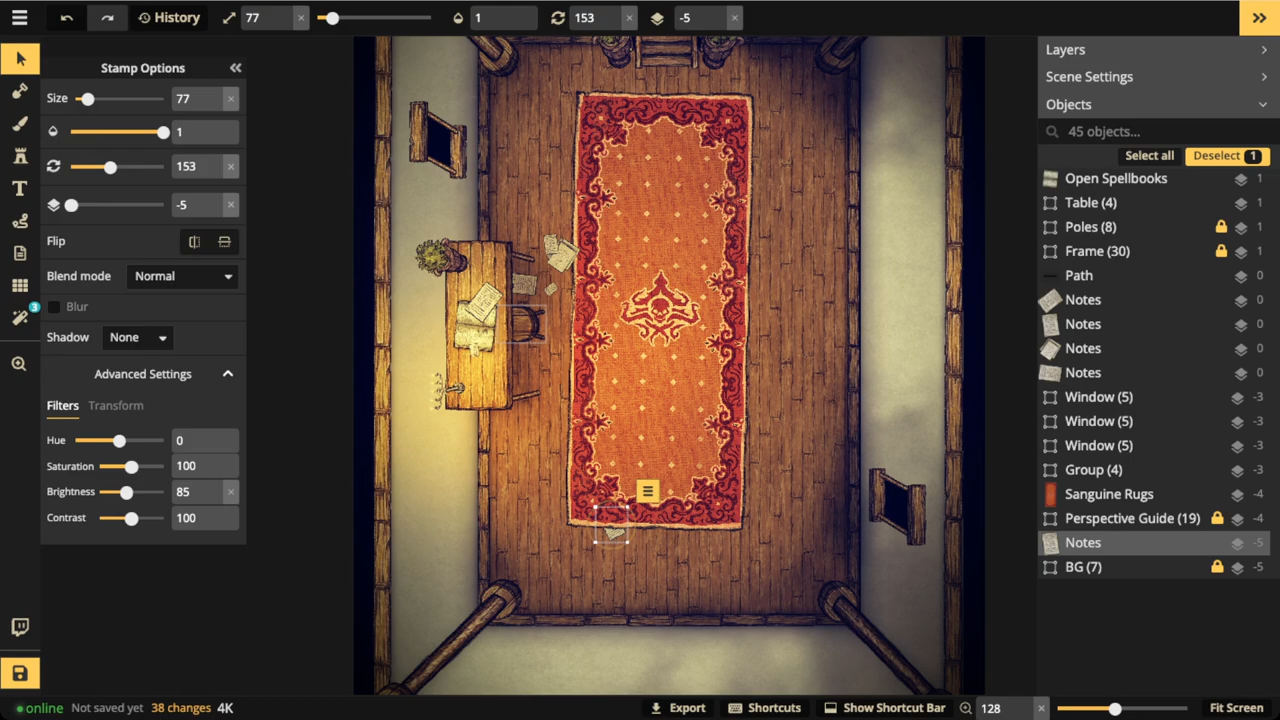 History 77 × 1 153 × -5 ×
Stamp Options
Size 77 ×
1
153 ×
-5 ×
Flip
Blend mode Normal
Blur
3
Shadow None
Advanced Settings
Filters Transform
Hue 0
Saturation 100
Brightness 85 ×
Contrast 100
Layers
Scene Settings
Objects
45 objects...
Select all Deselect 1
Open Spellbooks 1
Table (4) 1
Poles (8) 1
Frame (30) 1
Path 0
Notes 0
Notes 0
Notes 0
Notes 0
Window (5) -3
Window (5) -3
Window (5) -3
Group (4) -3
Sanguine Rugs -4
Perspective Guide (19) -4
Notes -5
BG (7) -5
online Not saved yet 38 changes 4K Export Shortcuts Show Shortcut Bar 128 × Fit Screen